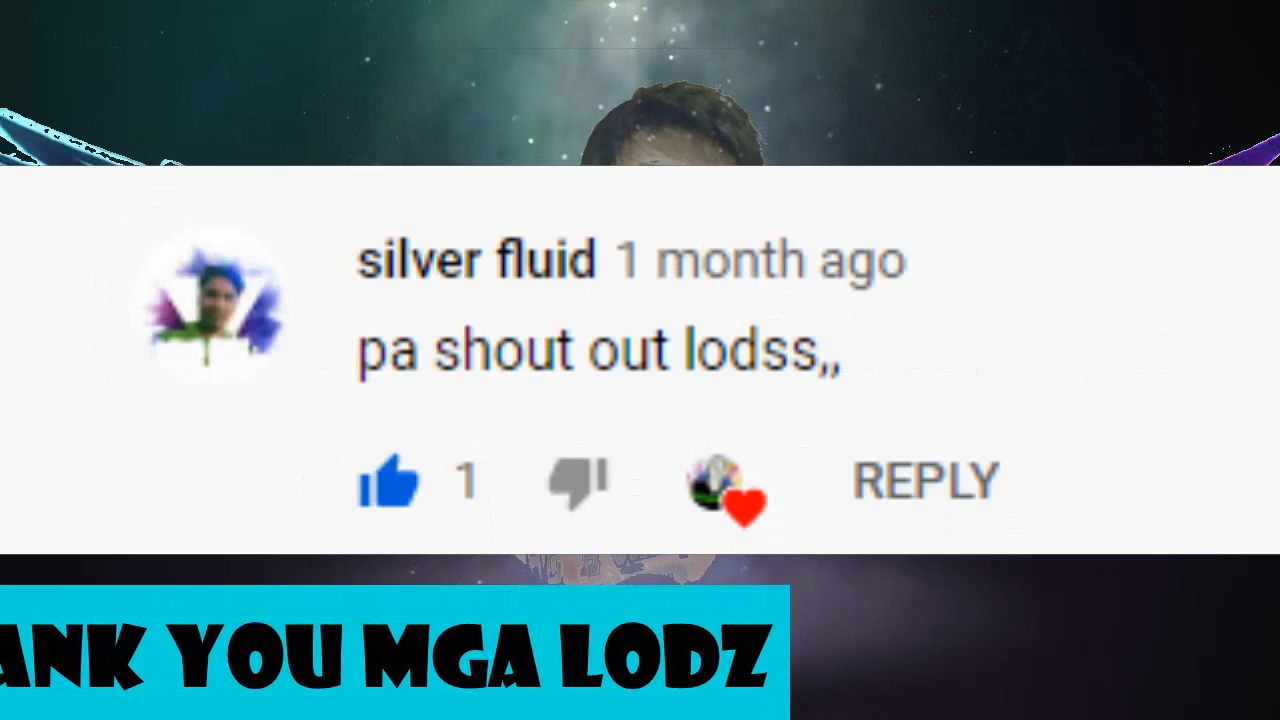 silver fluid 1 month ago
pa shout out lodss,,
1
REPLY
ANK YOU MGA LODZ